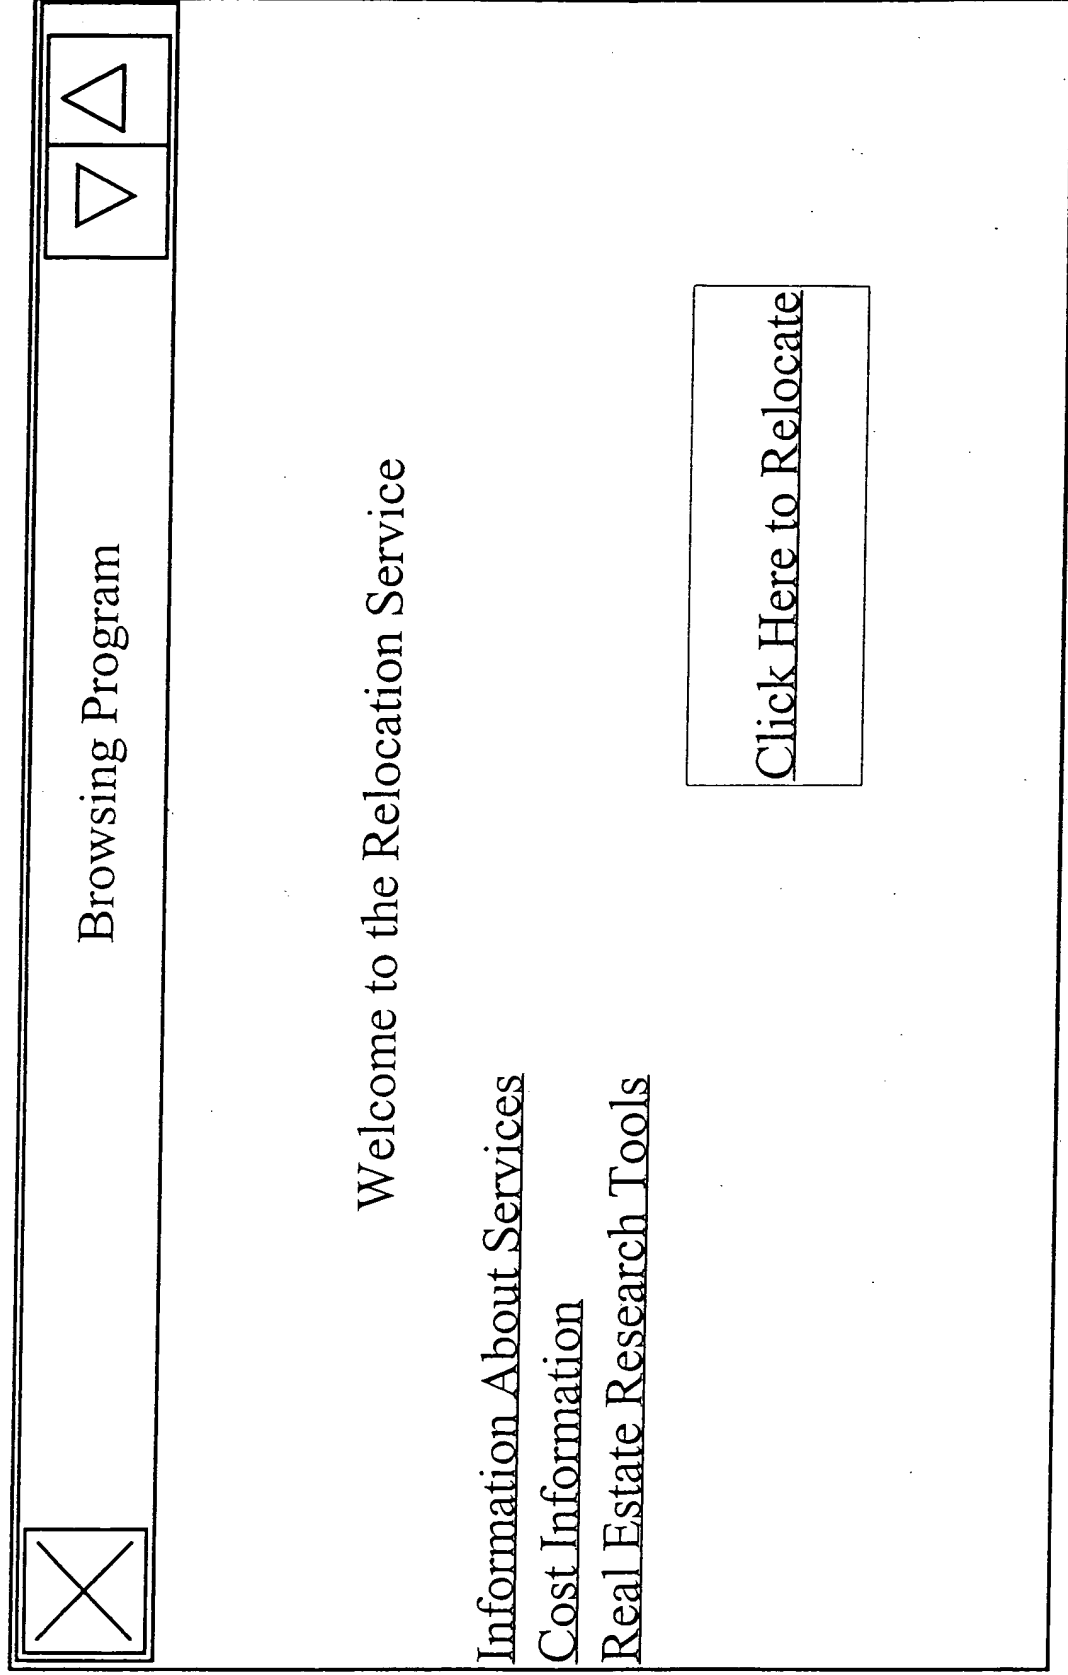 Browsing Program
Welcome to the Relocation Service
Information About Services
Cost Information
Real Estate Research Tools
Click Here to Relocate